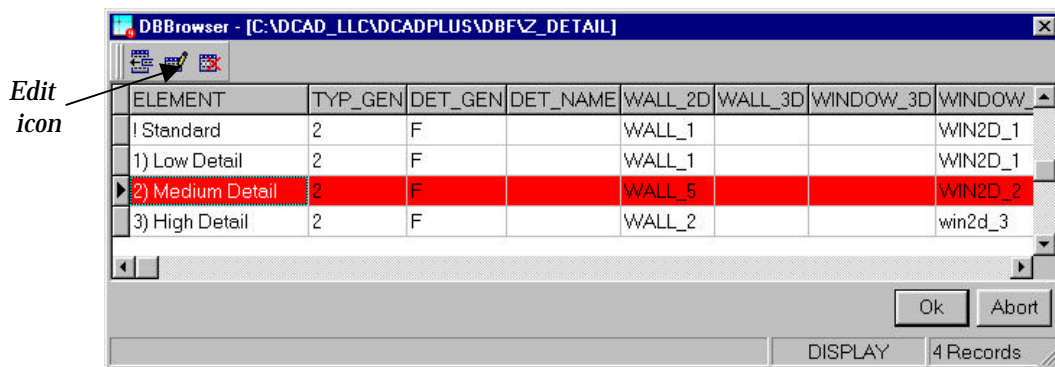 DBBrowser - [C:\DCAD_LLC\DCADPLUS\DBF\Z_DETAIL]
Edit
icon
ELEMENT TYP_GEN DET_GEN DET_NAME WALL_2D WALL_3D WINDOW_3D WINDOW_
! Standard 2 F WALL_1 WIN2D_1
1) Low Detail 2 F WALL_1 WIN2D_1
2) Medium Detail 2 F WALL_5 WIN2D_2
3) High Detail 2 F WALL_2 win2d_3
Ok Abort
DISPLAY 4 Records